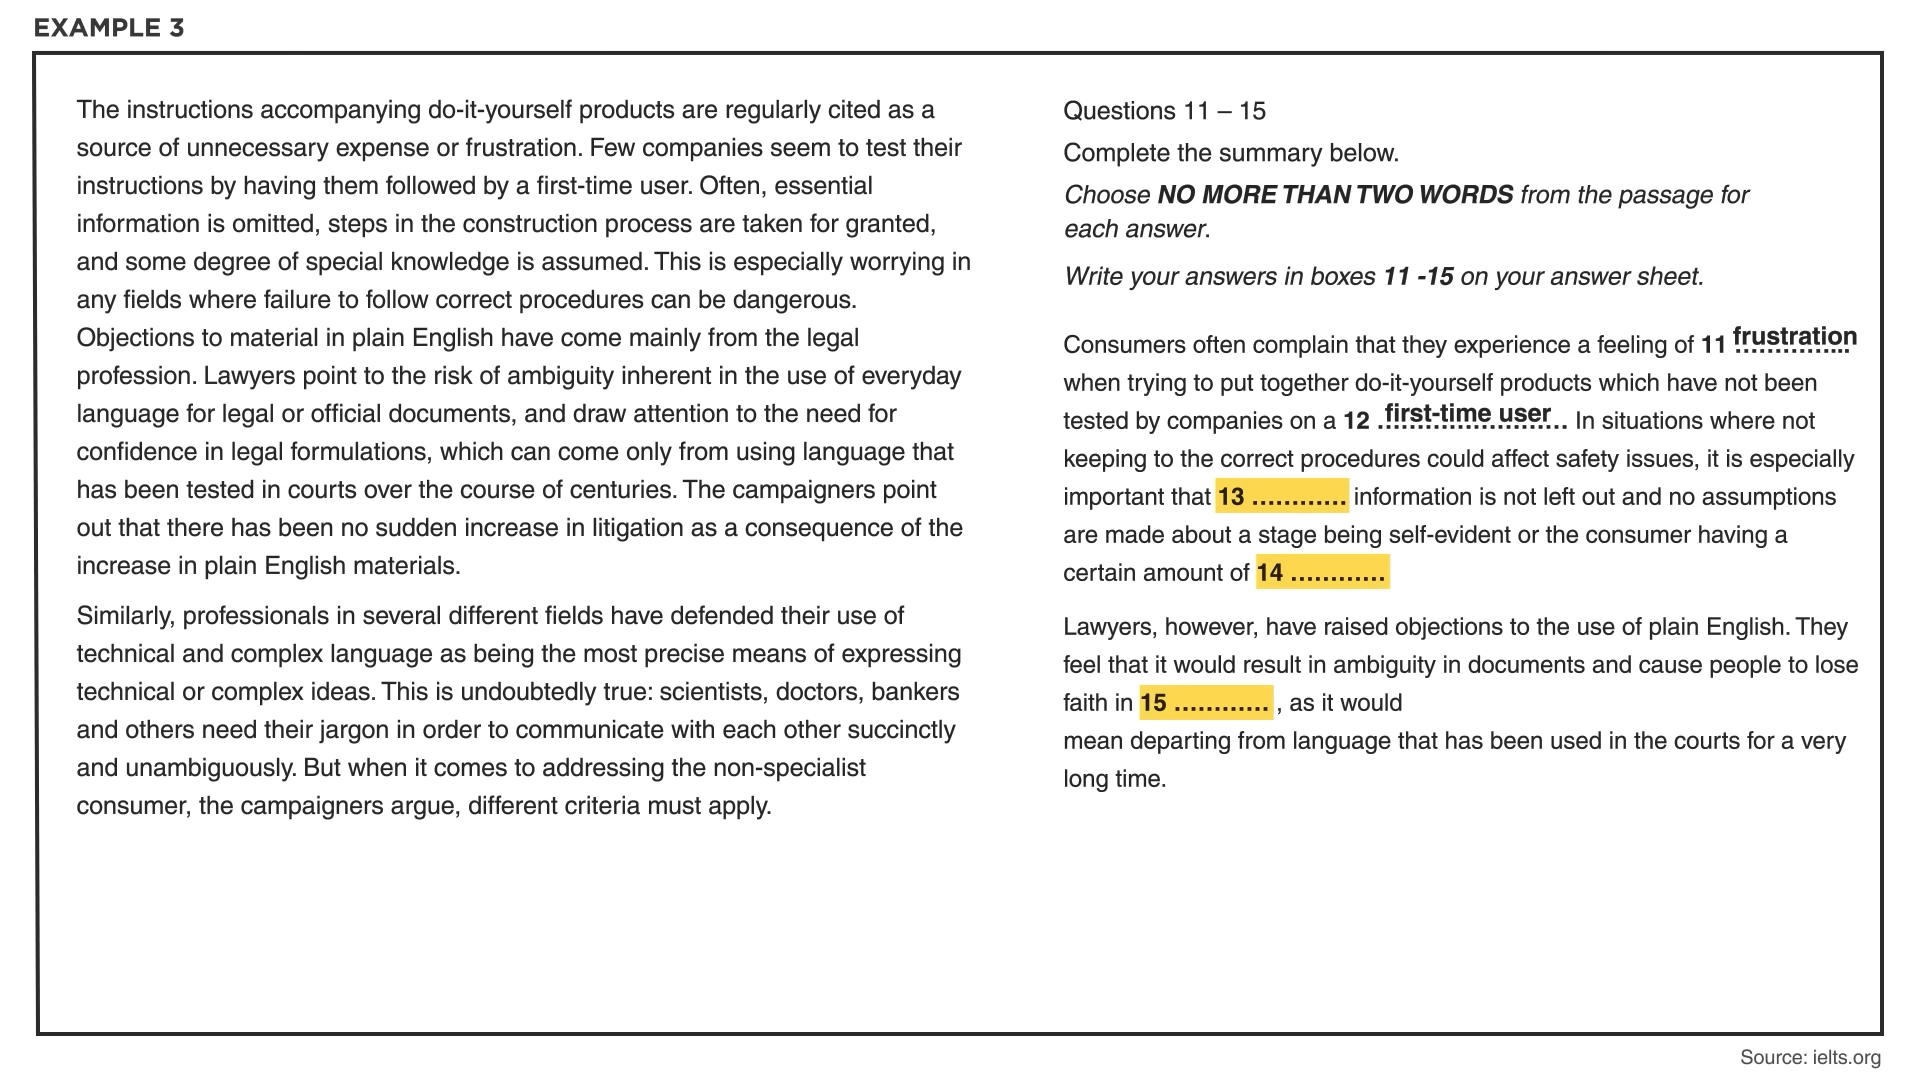 EXAMPLE 3
The instructions accompanying do-it-yourself products are regularly cited as a
source of unnecessary expense or frustration. Few companies seem to test their
instructions by having them followed by a first-time user. Often, essential
information is omitted, steps in the construction process are taken for granted,
and some degree of special knowledge is assumed. This is especially worrying in
any fields where failure to follow correct procedures can be dangerous.
Objections to material in plain English have come mainly from the legal
profession. Lawyers point to the risk of ambiguity inherent in the use of everyday
language for legal or official documents, and draw attention to the need for
confidence in legal formulations, which can come only from using language that
has been tested in courts over the course of centuries. The campaigners point
out that there has been no sudden increase in litigation as a consequence of the
increase in plain English materials.
Similarly, professionals in several different fields have defended their use of
technical and complex language as being the most precise means of expressing
technical or complex ideas. This is undoubtedly true: scientists, doctors, bankers
and others need their jargon in order to communicate with each other succinctly
and unambiguously. But when it comes to addressing the non-specialist
consumer, the campaigners argue, different criteria must apply.
Questions 11 – 15
Complete the summary below.
Choose NO MORE THAN TWO WORDS from the passage for
each answer.
Write your answers in boxes 11 -15 on your answer sheet.
Consumers often complain that they experience a feeling of 11 frustration
when trying to put together do-it-yourself products which have not been
tested by companies on a 12 first-time user. In situations where not
keeping to the correct procedures could affect safety issues, it is especially
important that 13 ............ information is not left out and no assumptions
are made about a stage being self-evident or the consumer having a
certain amount of 14 ............
Lawyers, however, have raised objections to the use of plain English. They
feel that it would result in ambiguity in documents and cause people to lose
faith in 15 ............ , as it would
mean departing from language that has been used in the courts for a very
long time.
Source: ielts.org